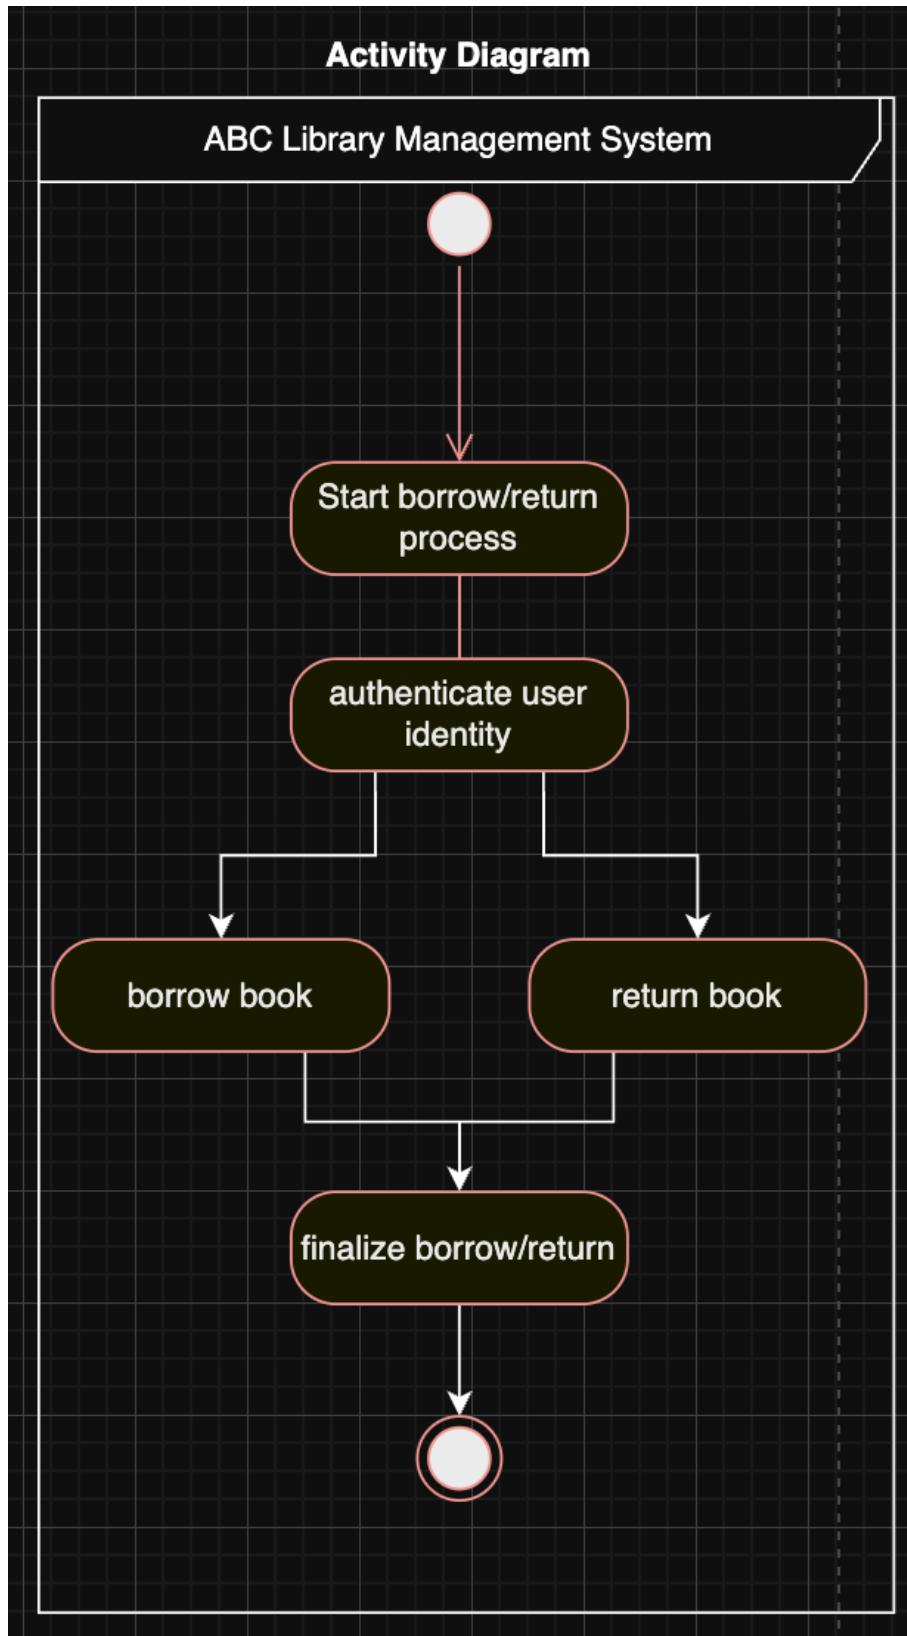 Activity Diagram
ABC Library Management System
Start borrow/return
process
authenticate user
identity
borrow book
return book
finalize borrow/return